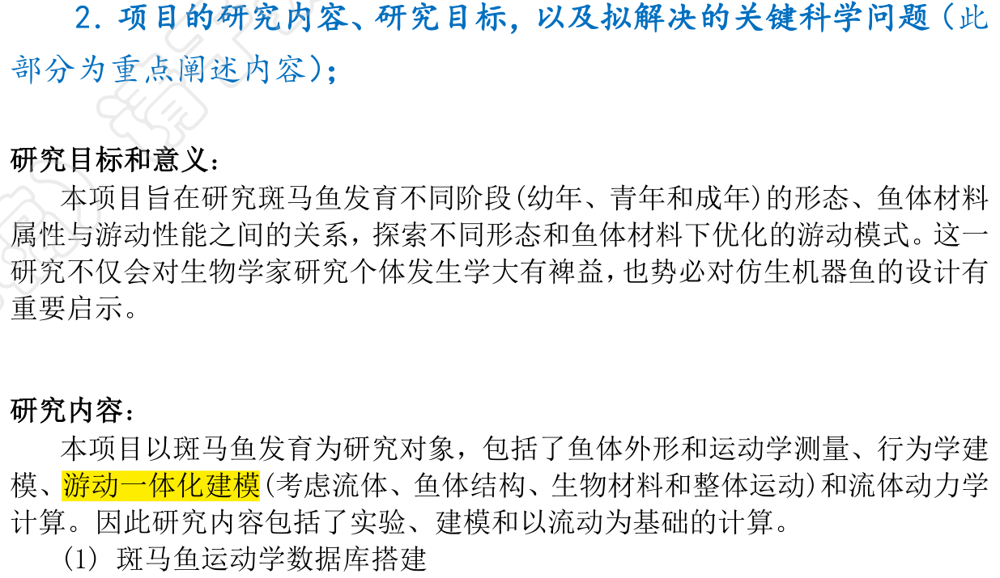 2. 项目的研究内容、研究目标，以及拟解决的关键科学问题（此
部分为重点阐述内容）；
研究目标和意义：
本项目旨在研究斑马鱼发育不同阶段(幼年、青年和成年)的形态、鱼体材料
属性与游动性能之间的关系，探索不同形态和鱼体材料下优化的游动模式。这一
研究不仅会对生物学家研究个体发生学大有裨益，也势必对仿生机器鱼的设计有
重要启示。
研究内容：
本项目以斑马鱼发育为研究对象，包括了鱼体外形和运动学测量、行为学建
模、游动一体化建模(考虑流体、鱼体结构、生物材料和整体运动)和流体动力学
计算。因此研究内容包括了实验、建模和以流动为基础的计算。
(1) 斑马鱼运动学数据库搭建